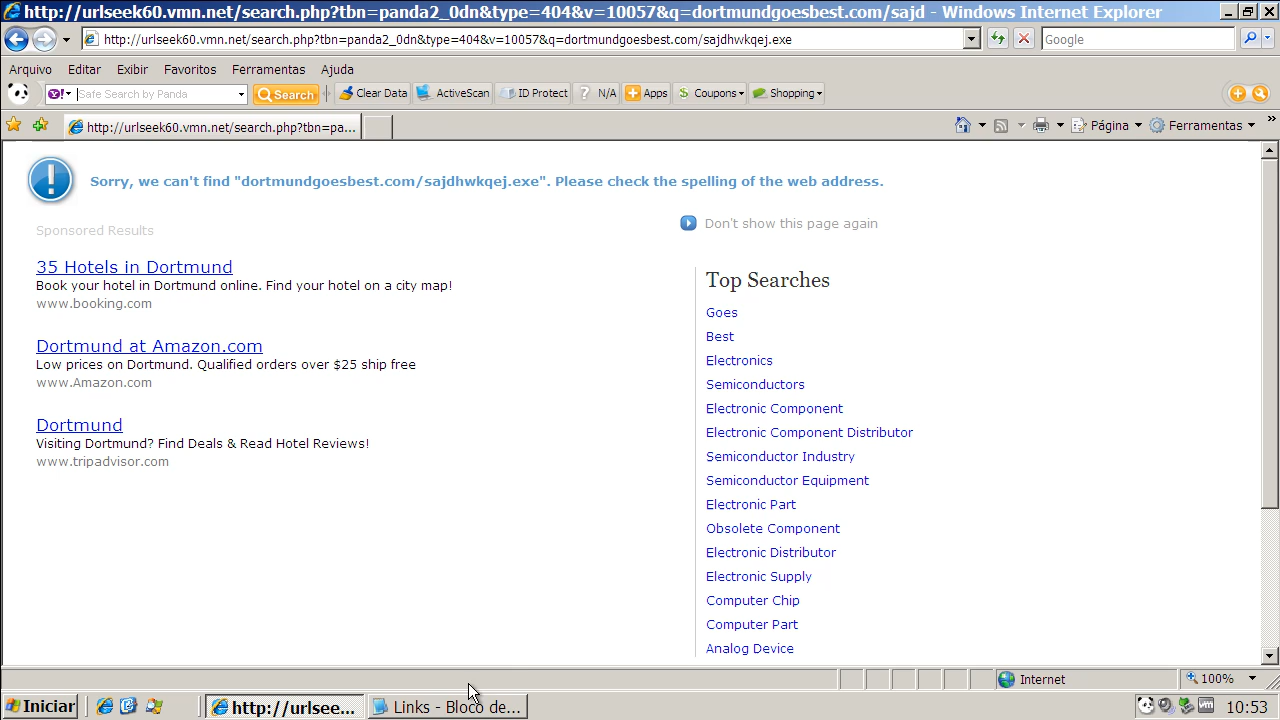 http://urlseek60.vmn.net/search.php?tbn=panda2_0dn&type=404&v=10057&q=dortmundgoesbest.com/sajd - Windows Internet Explorer
http://urlseek60.vmn.net/search.php?tbn=panda2_0dn&type=404&v=10057&q=dortmundgoesbest.com/sajdhwkqej.exe
Google
Arquivo Editar Exibir Favoritos Ferramentas Ajuda
Y! Safe Search by Panda Search Clear Data ActiveScan ID Protect ? N/A Apps $ Coupons Shopping
http://urlseek60.vmn.net/search.php?tbn=pa...
Página Ferramentas »
Sorry, we can't find "dortmundgoesbest.com/sajdhwkqej.exe". Please check the spelling of the web address.
Don't show this page again
Sponsored Results
35 Hotels in Dortmund
Book your hotel in Dortmund online. Find your hotel on a city map!
www.booking.com
Dortmund at Amazon.com
Low prices on Dortmund. Qualified orders over $25 ship free
www.Amazon.com
Dortmund
Visiting Dortmund? Find Deals & Read Hotel Reviews!
www.tripadvisor.com
Top Searches
Goes
Best
Electronics
Semiconductors
Electronic Component
Electronic Component Distributor
Semiconductor Industry
Semiconductor Equipment
Electronic Part
Obsolete Component
Electronic Distributor
Electronic Supply
Computer Chip
Computer Part
Analog Device
Internet 100%
Iniciar http://urlsee... Links - Bloco de... 10:53